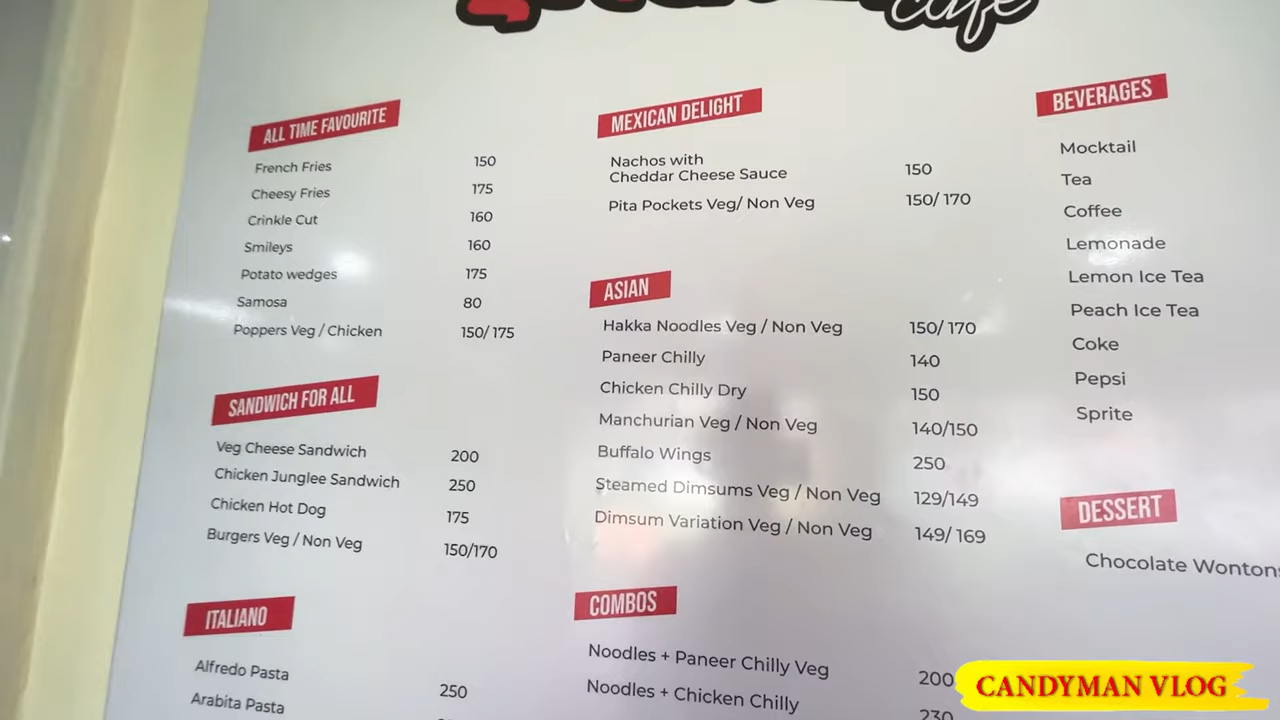 cafe
ALL TIME FAVOURITE
French Fries 150
Cheesy Fries 175
Crinkle Cut 160
Smileys 160
Potato wedges 175
Samosa 80
Poppers Veg / Chicken 150/ 175
SANDWICH FOR ALL
Veg Cheese Sandwich 200
Chicken Junglee Sandwich 250
Chicken Hot Dog 175
Burgers Veg / Non Veg 150/170
ITALIANO
Alfredo Pasta 250
Arabita Pasta
MEXICAN DELIGHT
Nachos with
Cheddar Cheese Sauce 150
Pita Pockets Veg/ Non Veg 150/ 170
ASIAN
Hakka Noodles Veg / Non Veg 150/ 170
Paneer Chilly 140
Chicken Chilly Dry 150
Manchurian Veg / Non Veg 140/150
Buffalo Wings 250
Steamed Dimsums Veg / Non Veg 129/149
Dimsum Variation Veg / Non Veg 149/ 169
COMBOS
Noodles + Paneer Chilly Veg 200
Noodles + Chicken Chilly 230
BEVERAGES
Mocktail
Tea
Coffee
Lemonade
Lemon Ice Tea
Peach Ice Tea
Coke
Pepsi
Sprite
DESSERT
Chocolate Wontons
CANDYMAN VLOG